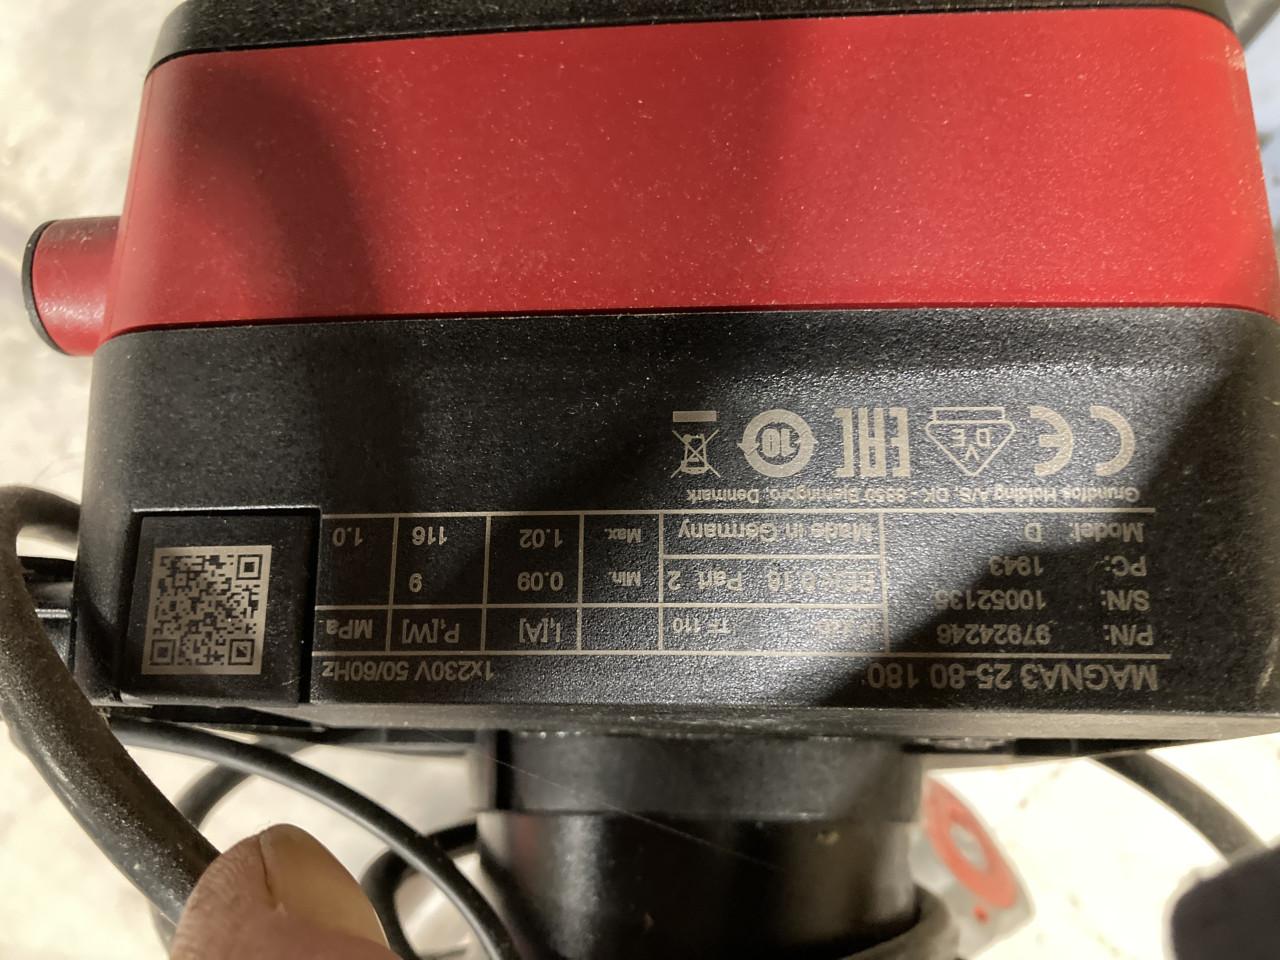 MAGNA3 25-80 180 1x230V 50/60Hz
P/N: 97924246 TF 110 I₁[A] P₁[W] MPa
S/N: 10052135
PC: 1843 Part 2 Min. 0.09 9
Model: D Made in Germany Max. 1.02 116 1.0
Grundfos Holding A/S, DK - 8850 Bjerringbro, Denmark
CE VDE EAC 10